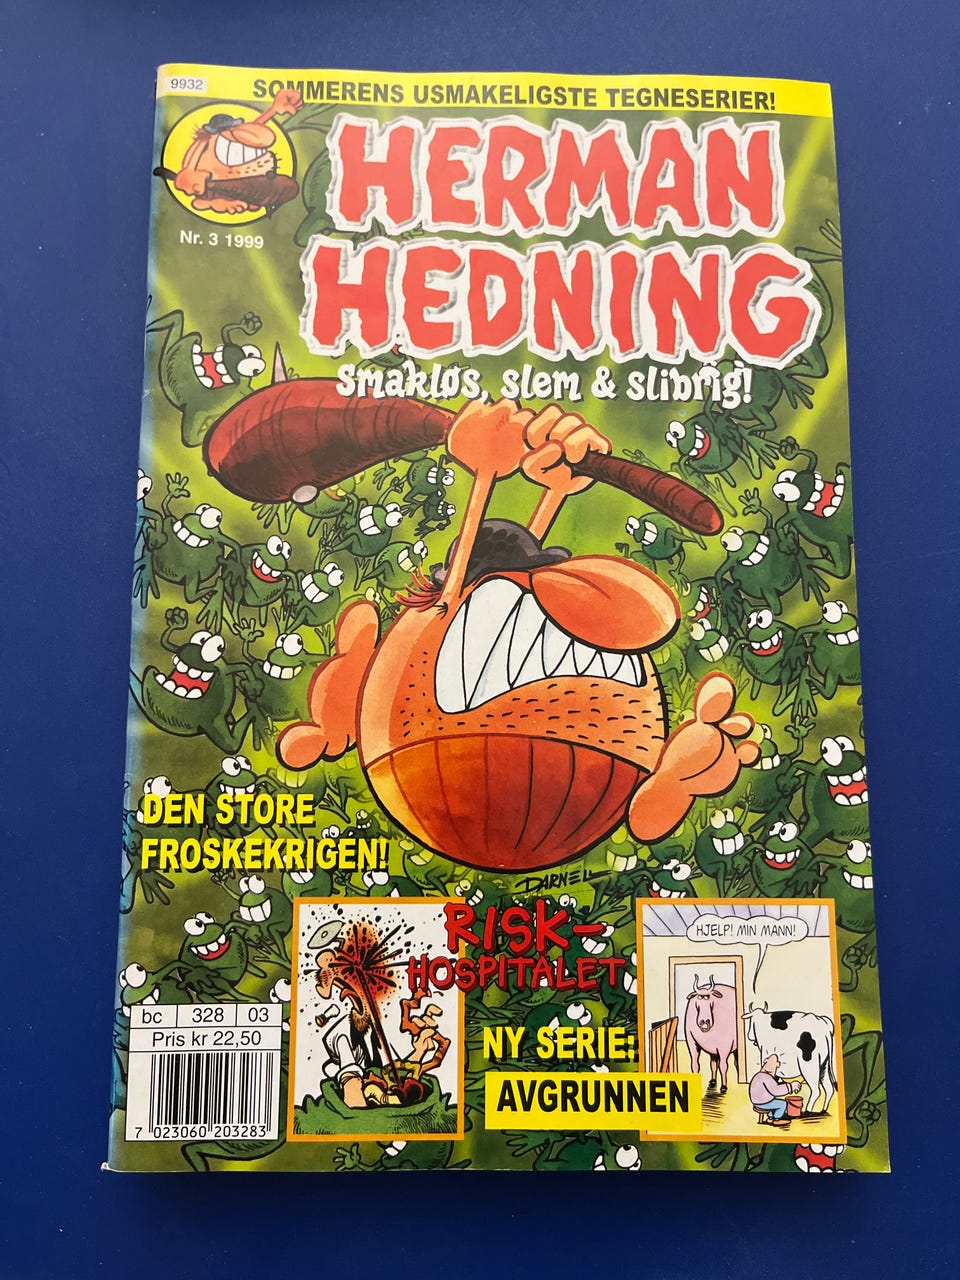 9932
SOMMERENS USMAKELIGSTE TEGNESERIER!
HERMAN
HEDNING
Nr. 3 1999
Smakløs, slem & slibrig!
DEN STORE
FROSKEKRIGEN!
DARNELL
RISK-
HOSPITALET
HJELP! MIN MANN!
NY SERIE:
AVGRUNNEN
bc 328 03
Pris kr 22,50
7 023060 203283